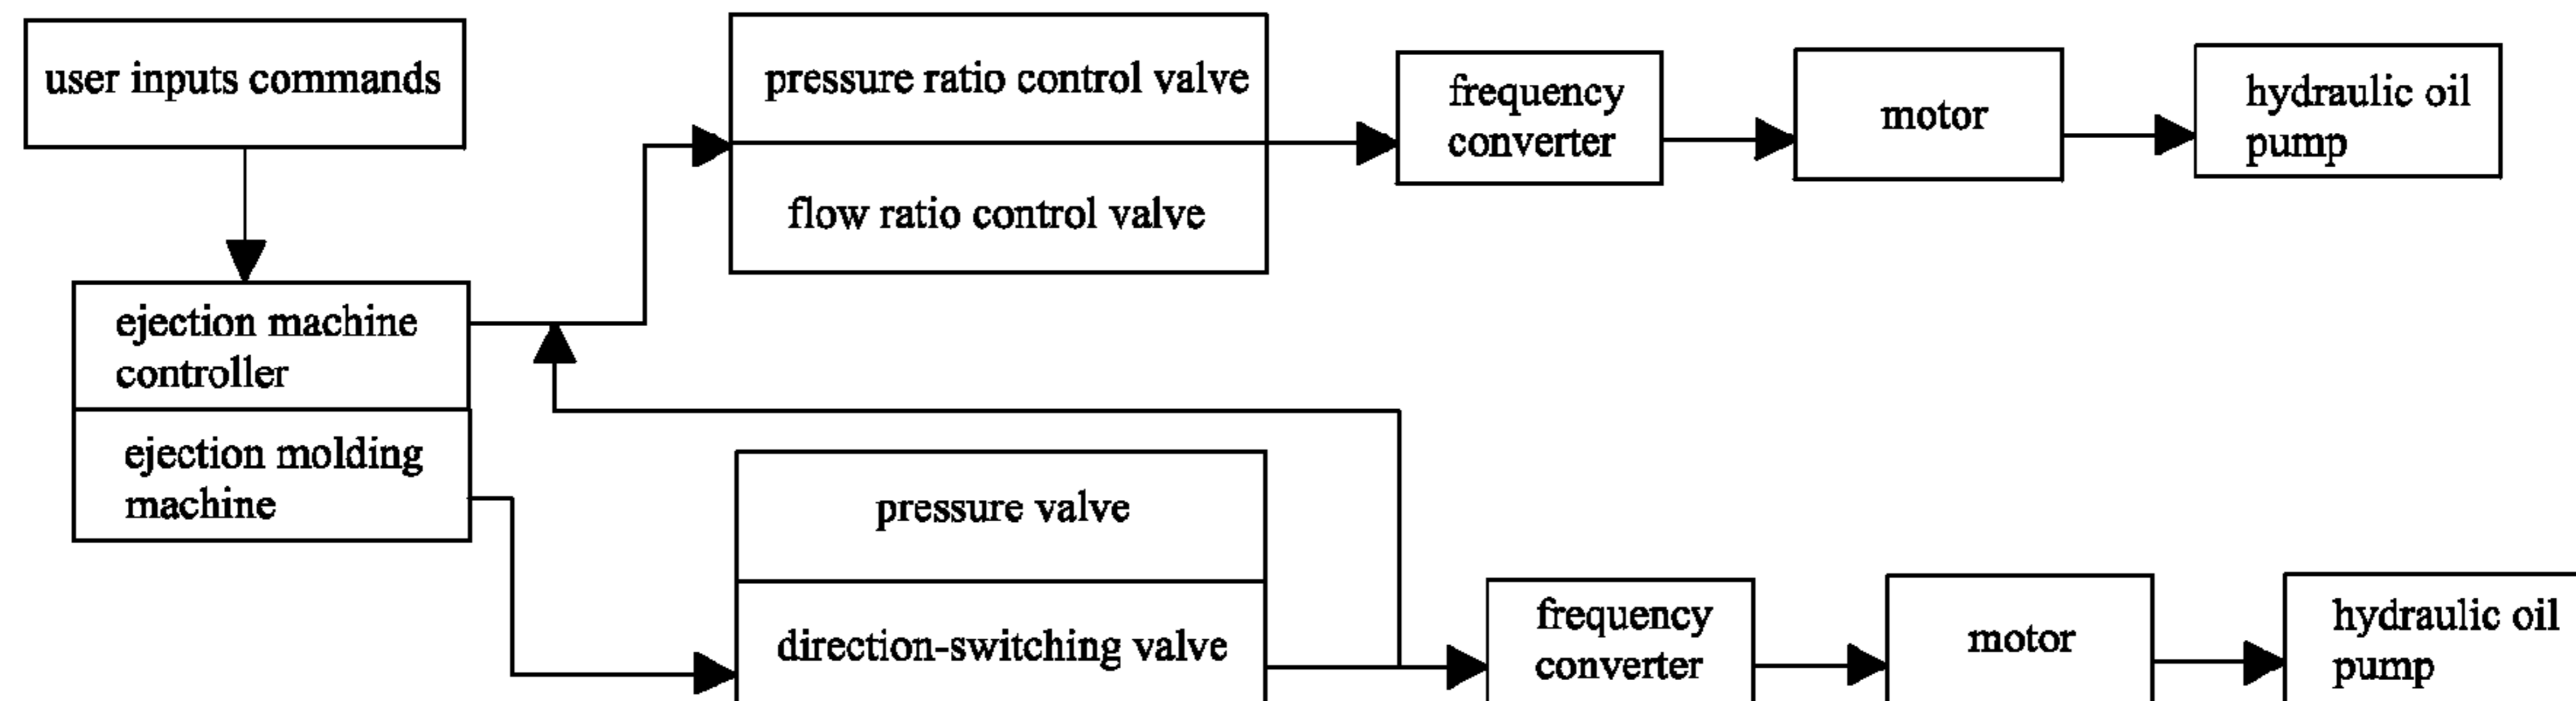 user inputs commands
pressure ratio control valve
flow ratio control valve
frequency
converter
motor
hydraulic oil
pump
ejection machine
controller
ejection molding
machine
pressure valve
direction-switching valve
frequency
converter
motor
hydraulic oil
pump